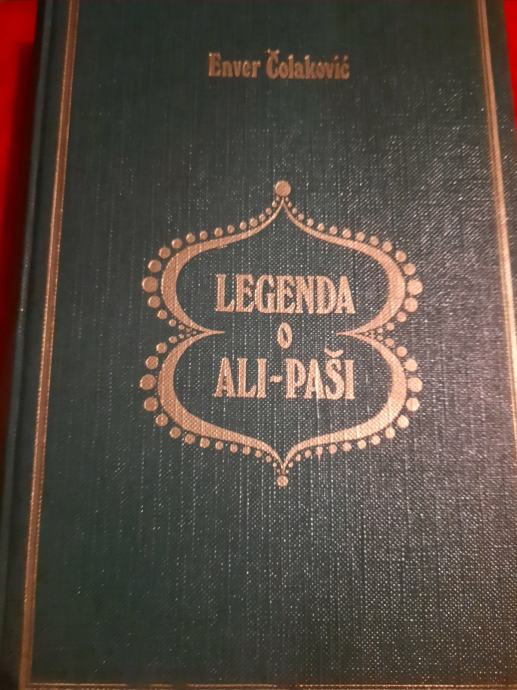 Enver Čolaković
LEGENDA
O
ALI-PAŠI